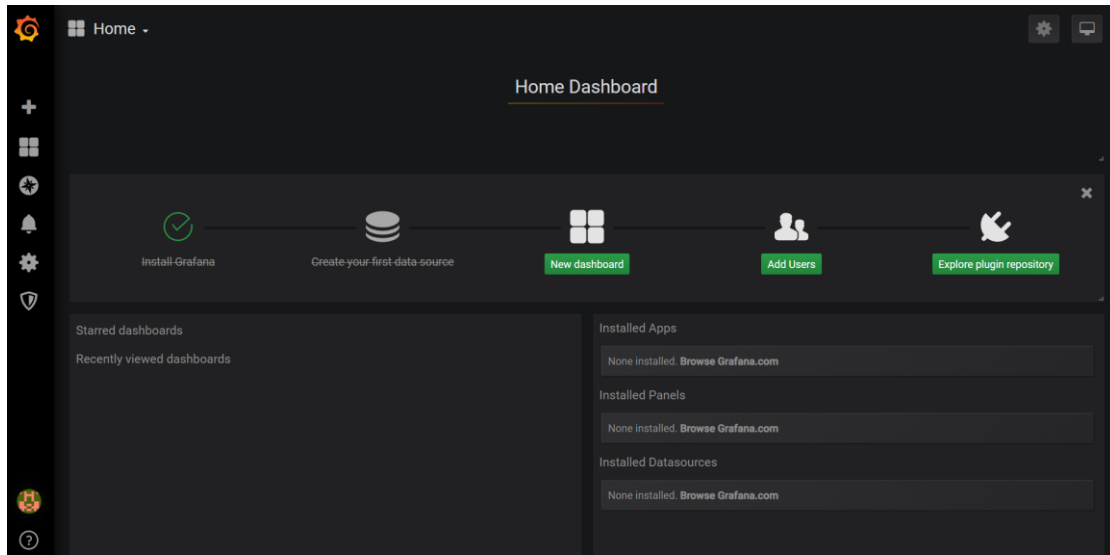 Home
Home Dashboard
Install Grafana
Create your first data source
New dashboard
Add Users
Explore plugin repository
Starred dashboards
Recently viewed dashboards
Installed Apps
None installed. Browse Grafana.com
Installed Panels
None installed. Browse Grafana.com
Installed Datasources
None installed. Browse Grafana.com